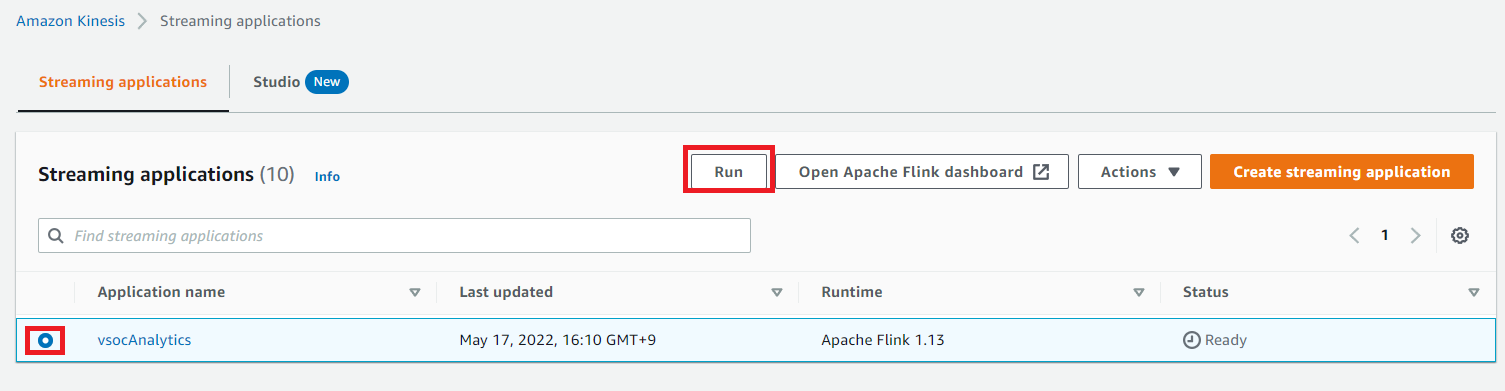 Amazon Kinesis > Streaming applications
Streaming applications Studio New
Streaming applications (10) Info Run Open Apache Flink dashboard Actions Create streaming application
Find streaming applications 1
Application name Last updated Runtime Status
vsocAnalytics May 17, 2022, 16:10 GMT+9 Apache Flink 1.13 Ready